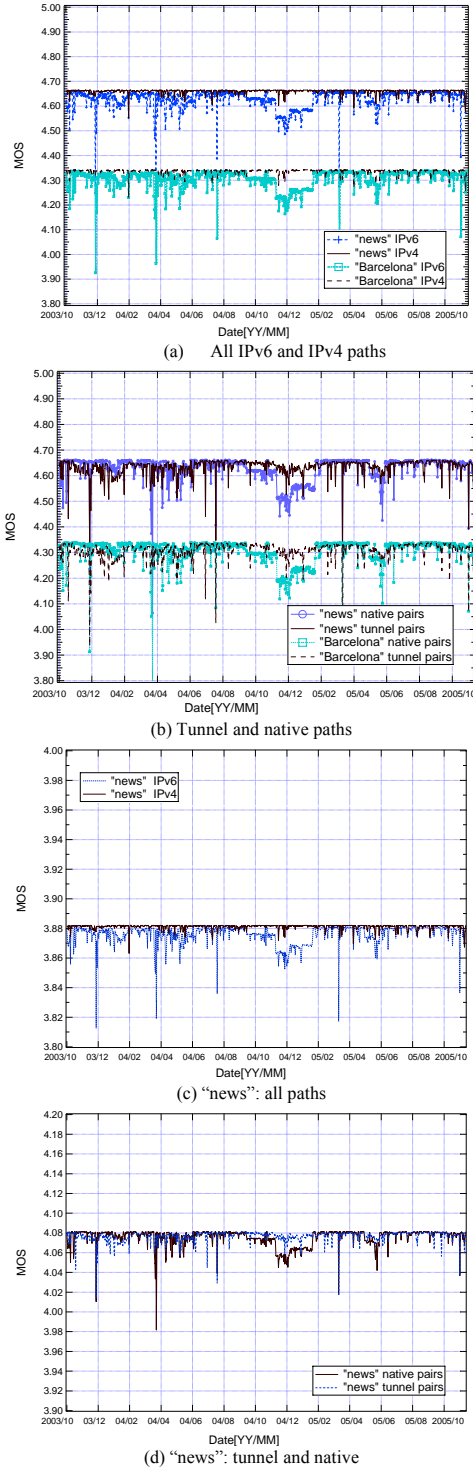 5.00
4.90
4.80
4.70
4.60
4.50
4.40
4.30
4.20
4.10
4.00
3.90
3.80
MOS
"news" IPv6
"news" IPv4
"Barcelona" IPv6
"Barcelona" IPv4
2003/10 03/12 04/02 04/04 04/06 04/08 04/10 04/12 05/02 05/04 05/06 05/08 2005/10
Date[YY/MM]
(a) All IPv6 and IPv4 paths
5.00
4.90
4.80
4.70
4.60
4.50
4.40
4.30
4.20
4.10
4.00
3.90
3.80
MOS
"news" native pairs
"news" tunnel pairs
"Barcelona" native pairs
"Barcelona" tunnel pairs
2003/10 03/12 04/02 04/04 04/06 04/08 04/10 04/12 05/02 05/04 05/06 05/08 2005/10
Date[YY/MM]
(b) Tunnel and native paths
4.00
3.98
3.96
3.94
3.92
3.90
3.88
3.86
3.84
3.82
3.80
MOS
"news" IPv6
"news" IPv4
2003/10 03/12 04/02 04/04 04/06 04/08 04/10 04/12 05/02 05/04 05/06 05/08 2005/10
Date[YY/MM]
(c) “news”: all paths
4.20
4.18
4.16
4.14
4.12
4.10
4.08
4.06
4.04
4.02
4.00
3.98
3.96
3.94
3.92
3.90
MOS
"news" native pairs
"news" tunnel pairs
2003/10 03/12 04/02 04/04 04/06 04/08 04/10 04/12 05/02 05/04 05/06 05/08 2005/10
Date[YY/MM]
(d) “news”: tunnel and native